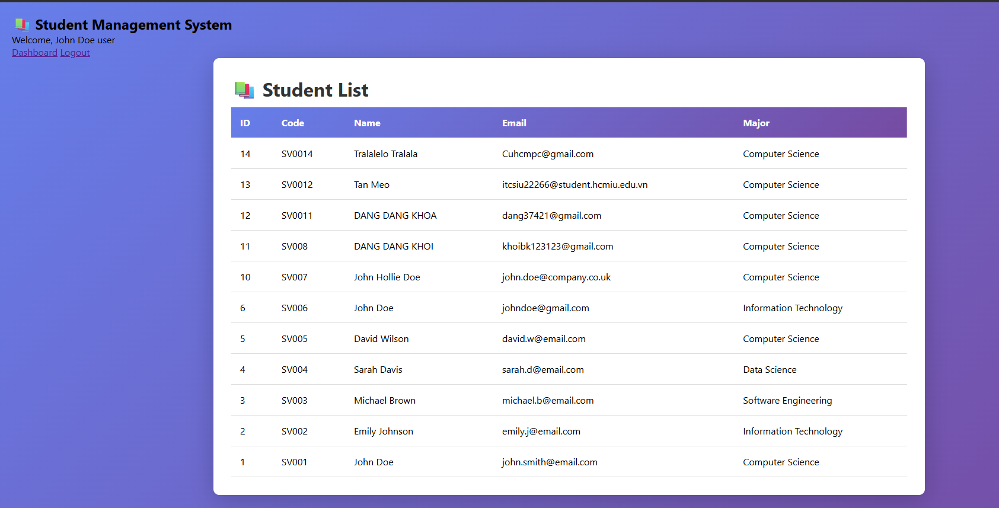 Student Management System
Welcome, John Doe user
Dashboard Logout
Student List
ID Code Name Email Major
14 SV0014 Tralalelo Tralala Cuhcmpc@gmail.com Computer Science
13 SV0012 Tan Meo itcsiu22266@student.hcmiu.edu.vn Computer Science
12 SV0011 DANG DANG KHOA dang37421@gmail.com Computer Science
11 SV008 DANG DANG KHOI khoibk123123@gmail.com Computer Science
10 SV007 John Hollie Doe john.doe@company.co.uk Computer Science
6 SV006 John Doe johndoe@gmail.com Information Technology
5 SV005 David Wilson david.w@email.com Computer Science
4 SV004 Sarah Davis sarah.d@email.com Data Science
3 SV003 Michael Brown michael.b@email.com Software Engineering
2 SV002 Emily Johnson emily.j@email.com Information Technology
1 SV001 John Doe john.smith@email.com Computer Science